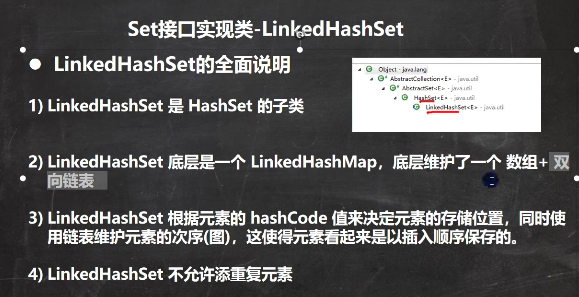 Set接口实现类-LinkedHashSet
LinkedHashSet的全面说明
Object - java.lang
AbstractCollection<E> - java.util
AbstractSet<E> - java.util
HashSet<E> - java.util
LinkedHashSet<E> - java.util
1) LinkedHashSet 是 HashSet 的子类
2) LinkedHashSet 底层是一个 LinkedHashMap，底层维护了一个 数组+ 双
向链表
3) LinkedHashSet 根据元素的 hashCode 值来决定元素的存储位置，同时使
用链表维护元素的次序(图)，这使得元素看起来是以插入顺序保存的。
4) LinkedHashSet 不允许添重复元素